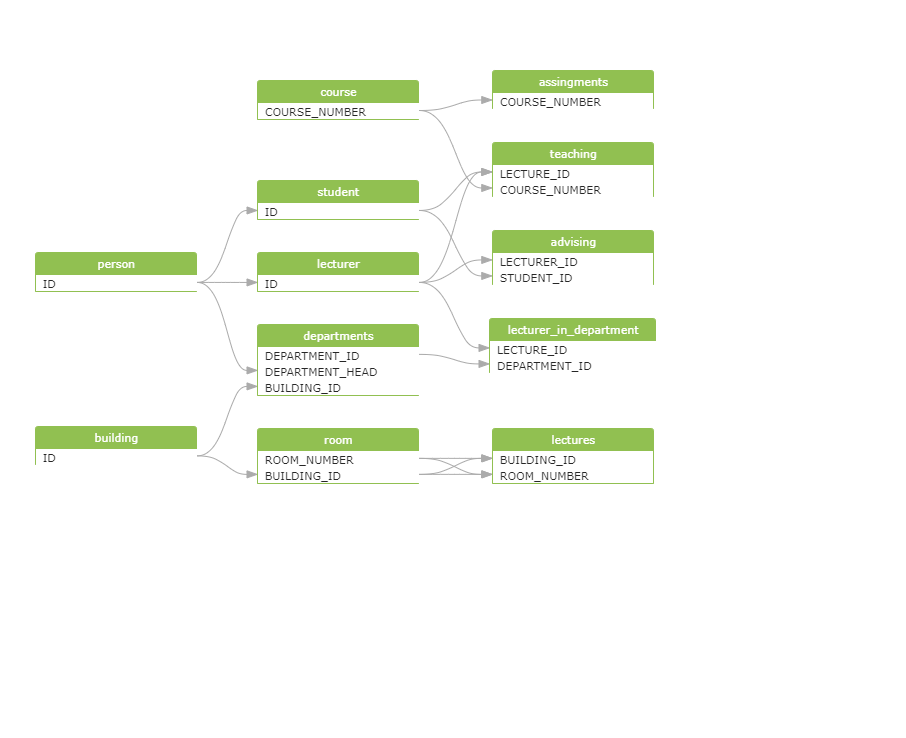 person
ID
building
ID
course
COURSE_NUMBER
student
ID
lecturer
ID
departments
DEPARTMENT_ID
DEPARTMENT_HEAD
BUILDING_ID
room
ROOM_NUMBER
BUILDING_ID
assingments
COURSE_NUMBER
teaching
LECTURE_ID
COURSE_NUMBER
advising
LECTURER_ID
STUDENT_ID
lecturer_in_department
LECTURE_ID
DEPARTMENT_ID
lectures
BUILDING_ID
ROOM_NUMBER